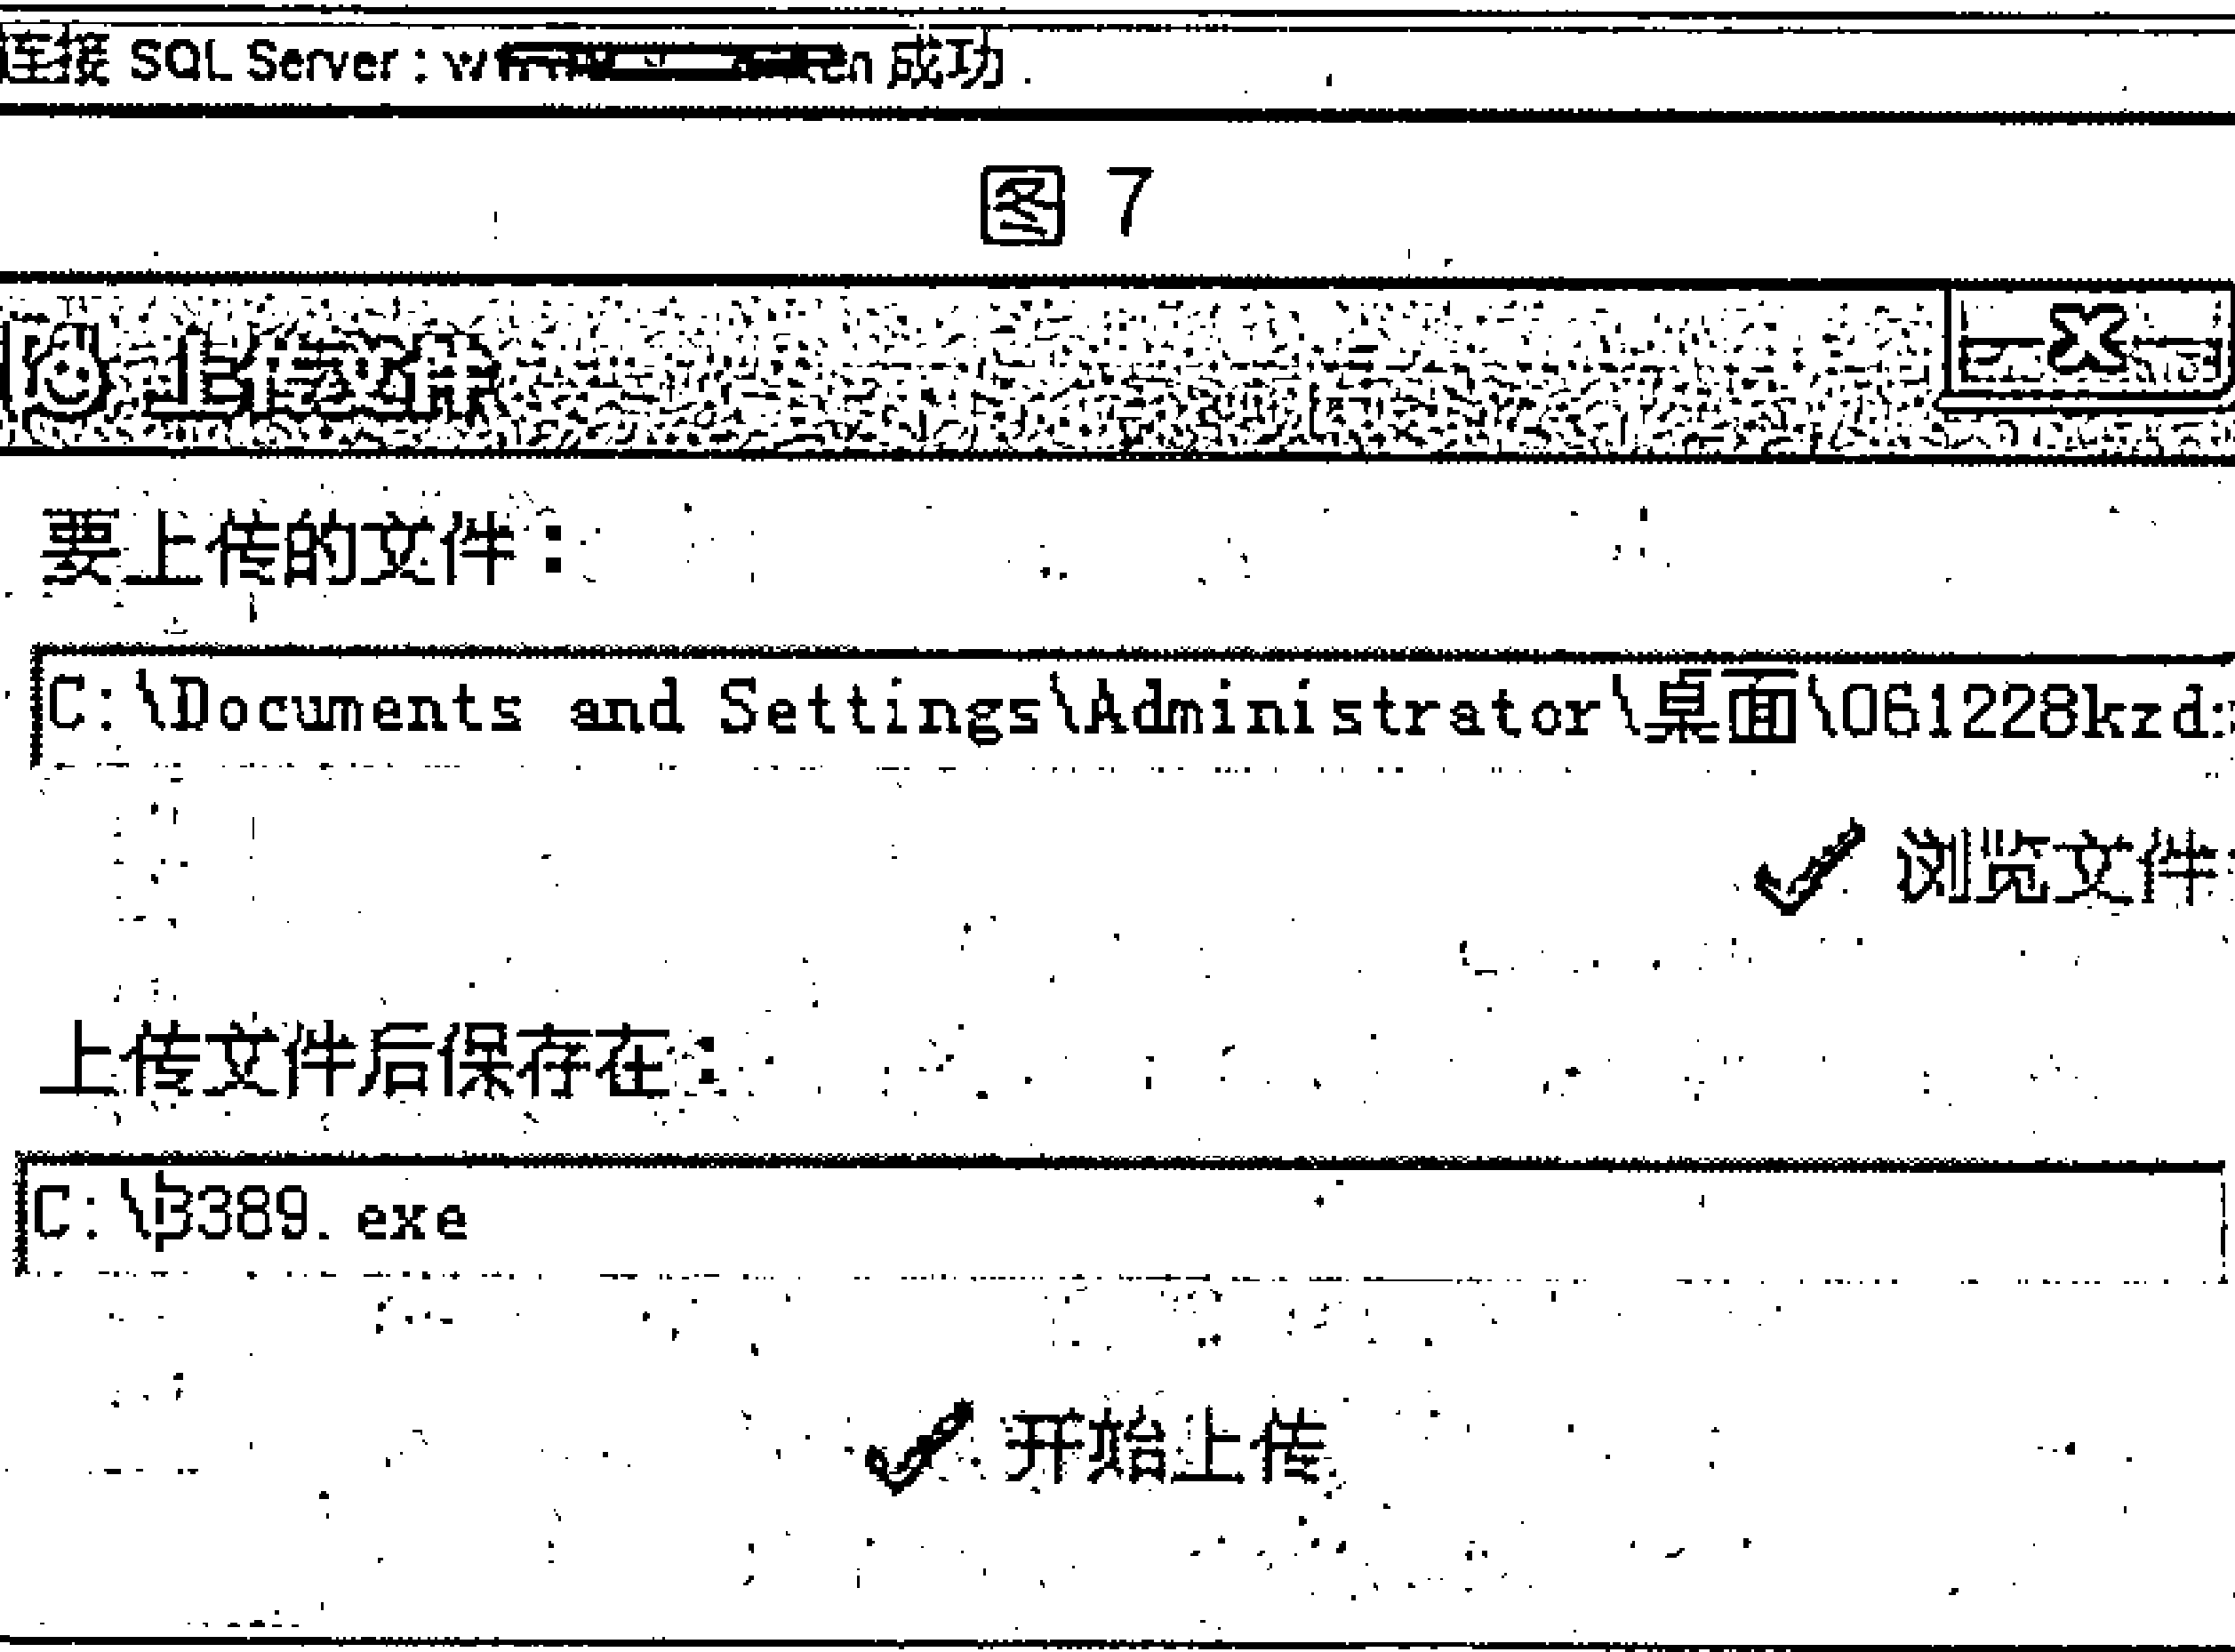 连接 SQL Server : 成功 .
图 7
上传文件
要上传的文件：
C:\Documents and Settings\Administrator\桌面\061228kzd
浏览文件
上传文件后保存在：
C:\3389.exe
开始上传